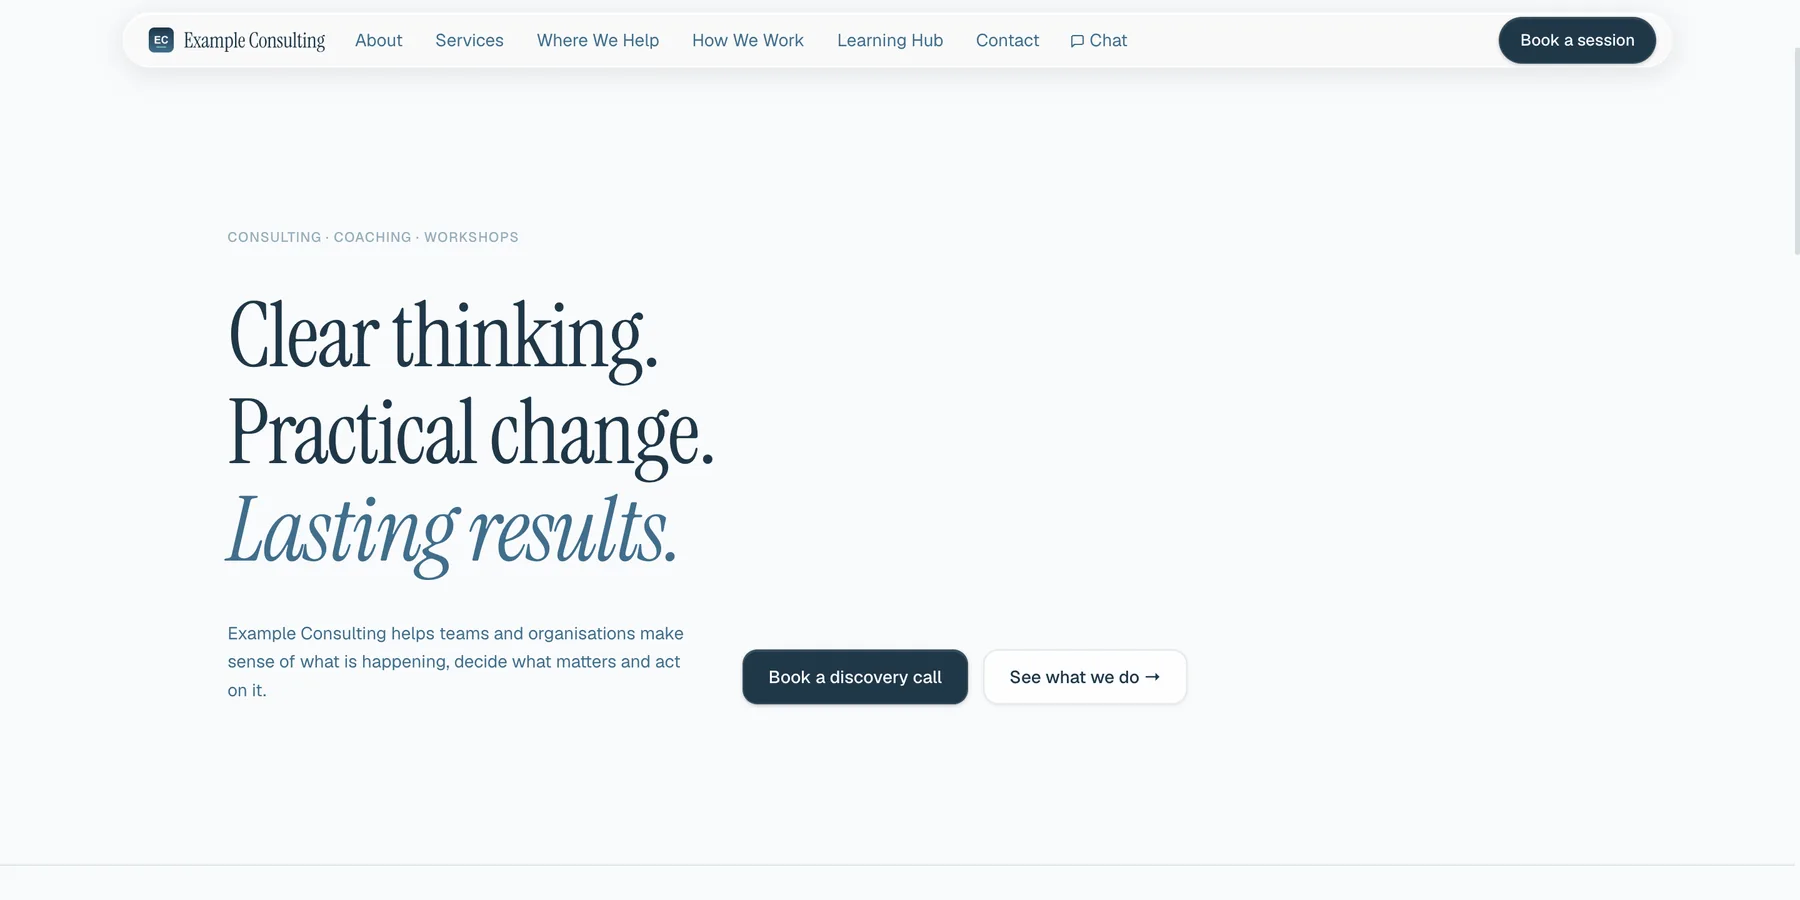 EC Example Consulting About Services Where We Help How We Work Learning Hub Contact Chat Book a session
CONSULTING · COACHING · WORKSHOPS
Clear thinking.
Practical change.
Lasting results.
Example Consulting helps teams and organisations make
sense of what is happening, decide what matters and act
on it.
Book a discovery call See what we do →